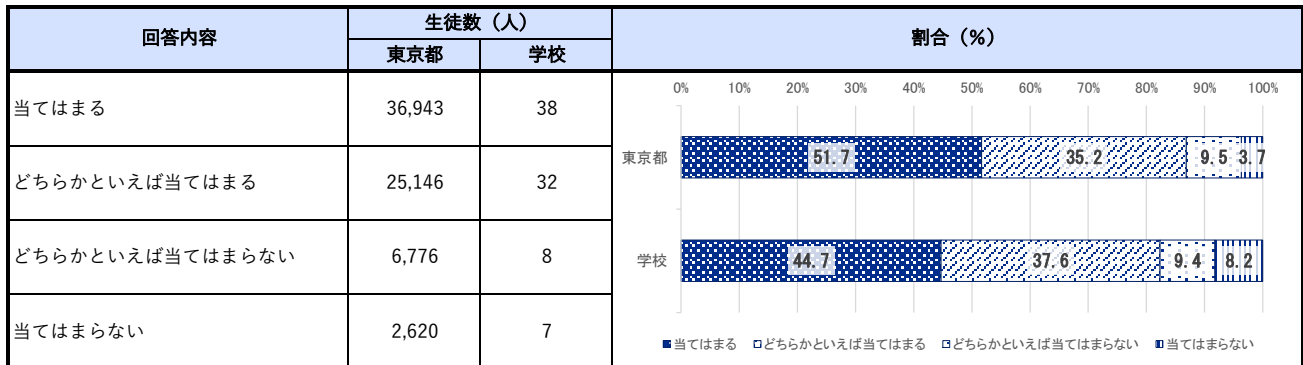 回答内容
生徒数（人）
東京都 学校
割合（%）
当てはまる 36,943 38
どちらかといえば当てはまる 25,146 32
どちらかといえば当てはまらない 6,776 8
当てはまらない 2,620 7
0% 10% 20% 30% 40% 50% 60% 70% 80% 90% 100%
東京都 51.7 35.2 9.5 3.7
学校 44.7 37.6 9.4 8.2
当てはまる どちらかといえば当てはまる どちらかといえば当てはまらない 当てはまらない